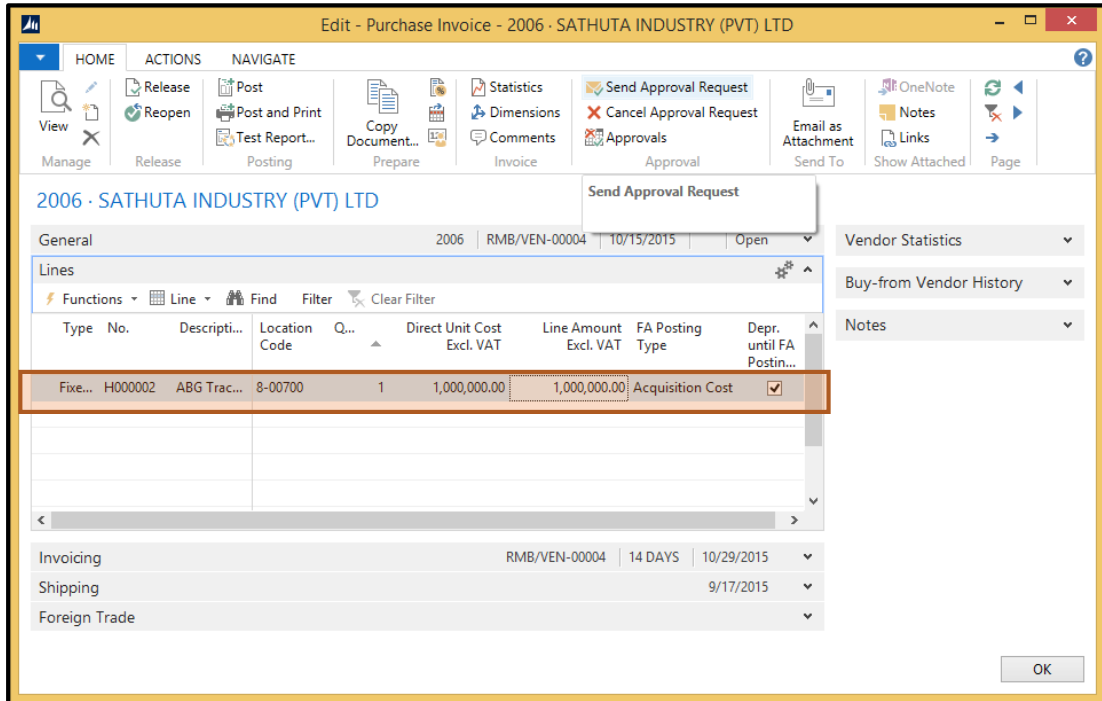 Edit - Purchase Invoice - 2006 · SATHUTA INDUSTRY (PVT) LTD
HOME ACTIONS NAVIGATE
View
Manage
Release
Reopen
Release
Post
Post and Print
Test Report...
Posting
Copy Document...
Prepare
Statistics
Dimensions
Comments
Invoice
Send Approval Request
Cancel Approval Request
Approvals
Approval
Email as Attachment
Send To
OneNote
Notes
Links
Show Attached
Page
Send Approval Request
2006 · SATHUTA INDUSTRY (PVT) LTD
General 2006 RMB/VEN-00004 10/15/2015 Open
Lines
Functions Line Find Filter Clear Filter
Type No. Descripti... Location Code Q... Direct Unit Cost Excl. VAT Line Amount Excl. VAT FA Posting Type Depr. until FA Postin...
Fixe... H000002 ABG Trac... 8-00700 1 1,000,000.00 1,000,000.00 Acquisition Cost
Invoicing RMB/VEN-00004 14 DAYS 10/29/2015
Shipping 9/17/2015
Foreign Trade
Vendor Statistics
Buy-from Vendor History
Notes
OK